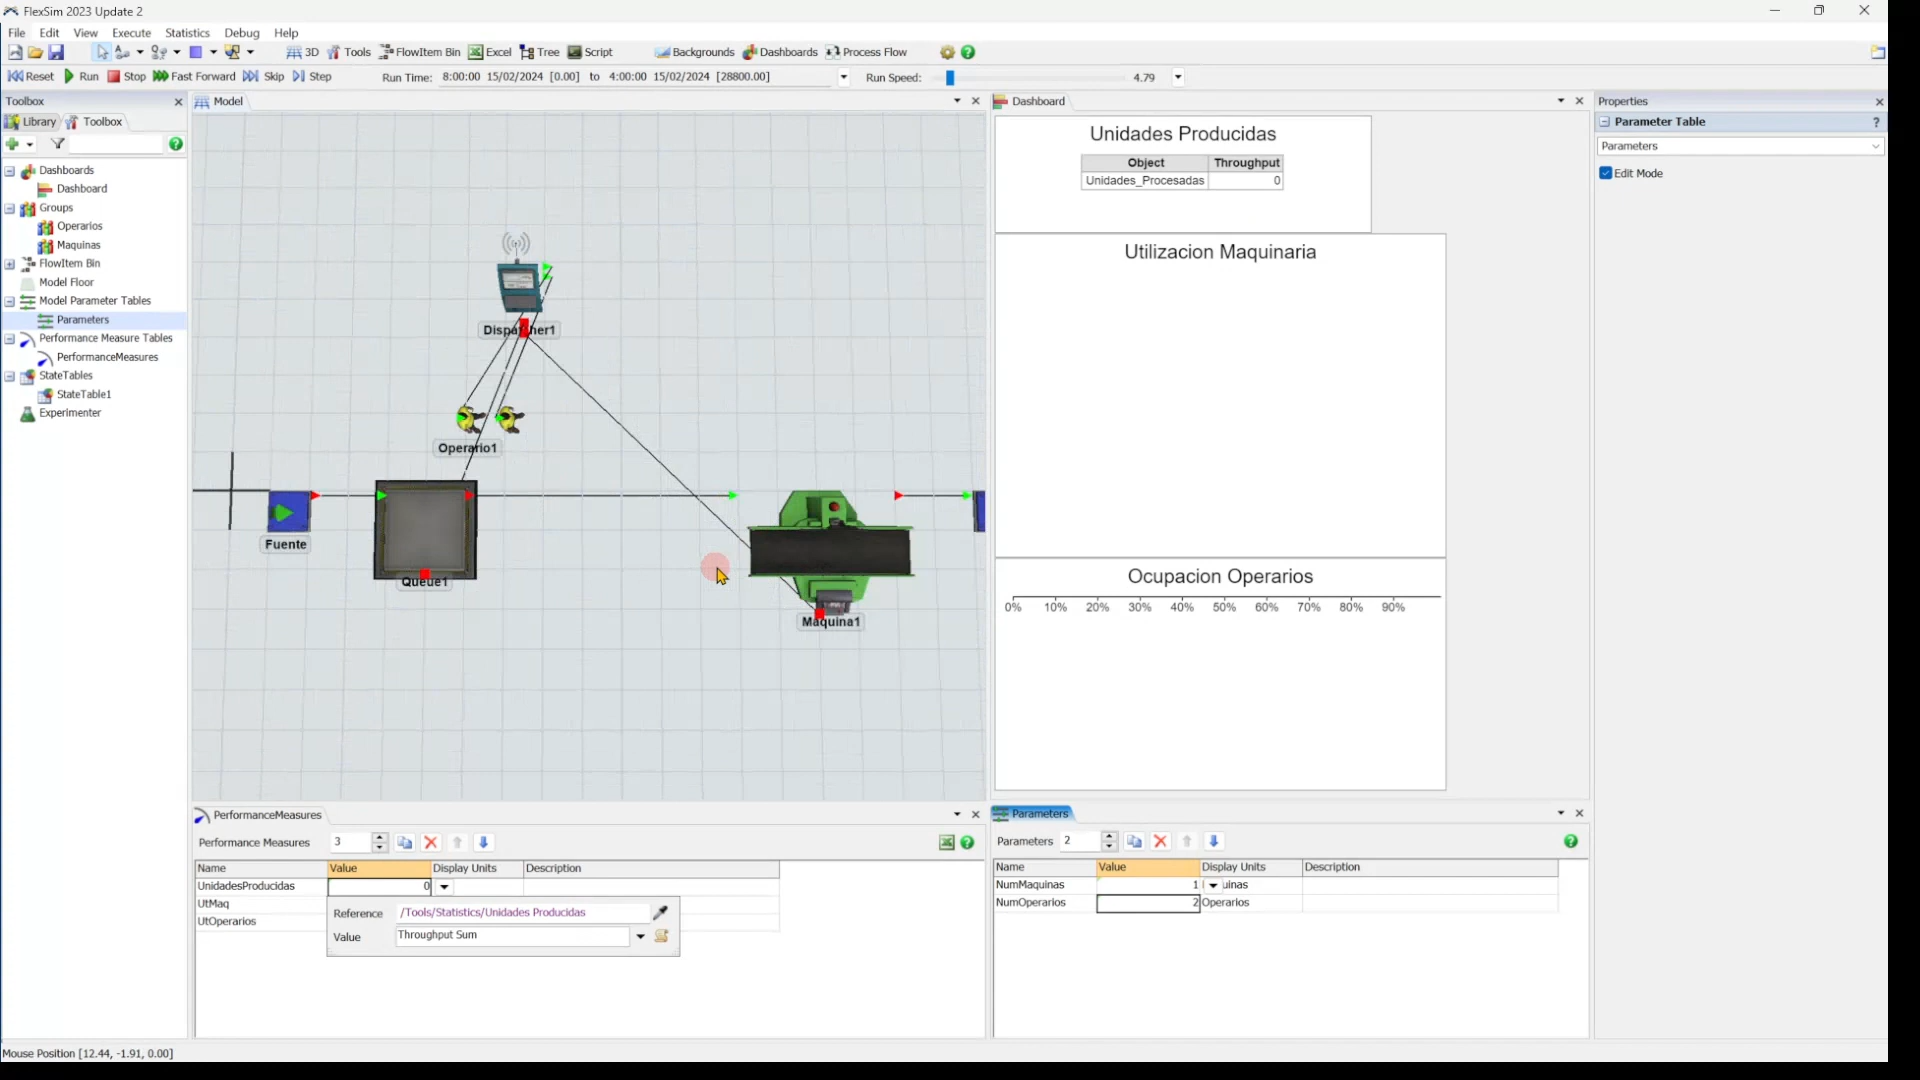 FlexSim 2023 Update 2
File Edit View Execute Statistics Debug Help
3D Tools FlowItem Bin Excel Tree Script Backgrounds Dashboards Process Flow
Reset Run Stop Fast Forward Skip Step Run Time: 8:00:00 15/02/2024 [0.00] to 4:00:00 15/02/2024 [28800.00] Run Speed: 4.79
Toolbox
Library Toolbox
Dashboards
Dashboard
Groups
Operarios
Maquinas
FlowItem Bin
Model Floor
Model Parameter Tables
Parameters
Performance Measure Tables
PerformanceMeasures
StateTables
StateTable1
Experimenter
Model
Dispatcher1
Operario1
Fuente
Queue1
Maquina1
Dashboard
Unidades Producidas
Object Throughput
Unidades_Procesadas 0
Utilizacion Maquinaria
Ocupacion Operarios
0% 10% 20% 30% 40% 50% 60% 70% 80% 90%
Properties
Parameter Table
Parameters
Edit Mode
PerformanceMeasures
Performance Measures 3
Name Value Display Units Description
UnidadesProducidas 0
UtMaq
UtOperarios
Reference /Tools/Statistics/Unidades Producidas
Value Throughput Sum
Parameters
Parameters 2
Name Value Display Units Description
NumMaquinas 1
NumOperarios 2 Operarios
Mouse Position [12.44, -1.91, 0.00]